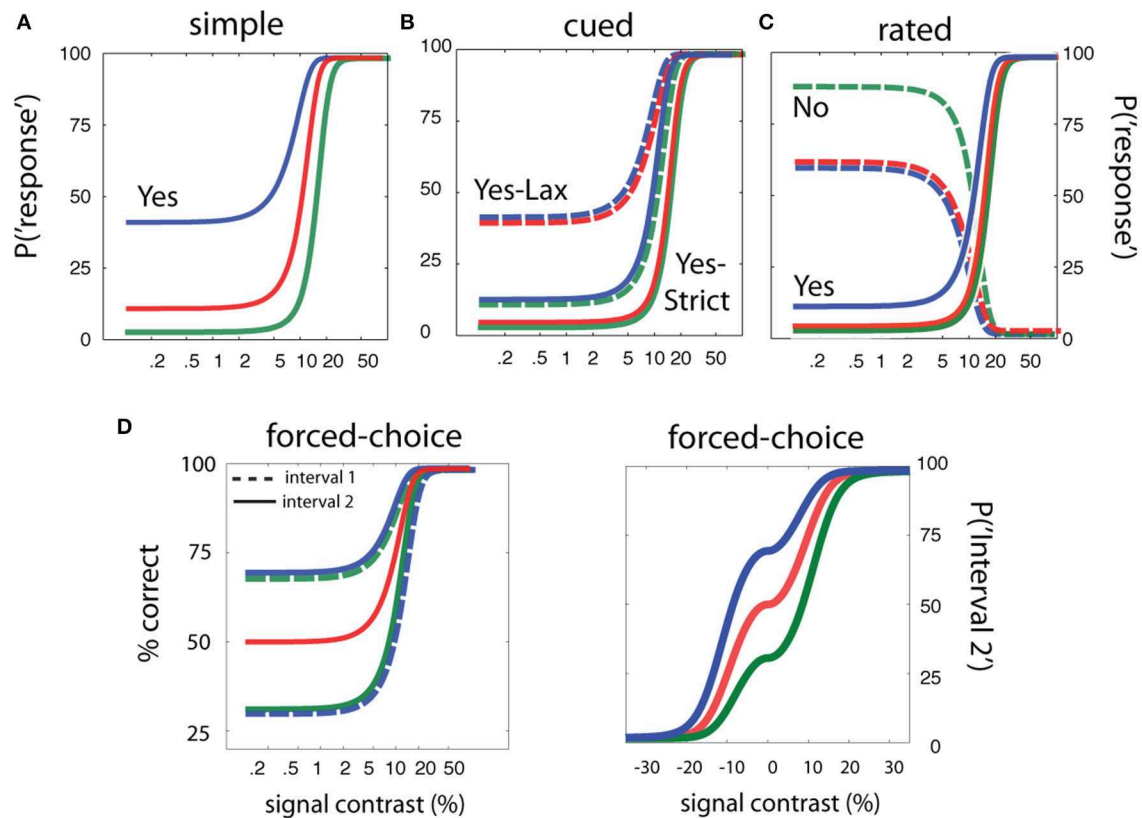 A
simple
P('response')
100
75
50
25
0
Yes
.2 .5 1 2 5 10 20 50
B
cued
100
75
50
25
0
Yes-Lax
Yes-
Strict
.2 .5 1 2 5 10 20 50
C
rated
No
Yes
100
75
50
25
0
P('response')
.2 .5 1 2 5 10 20 50
D
forced-choice
% correct
100
75
50
25
interval 1
interval 2
.2 .5 1 2 5 10 20 50
signal contrast (%)
forced-choice
100
75
50
25
0
P('Interval 2')
-30 -20 -10 0 10 20 30
signal contrast (%)